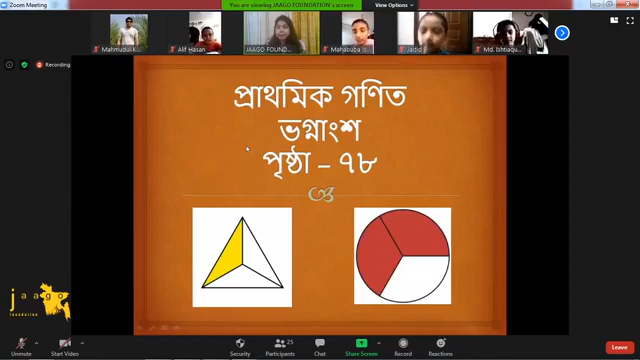 Zoom Meeting
You are viewing JAAGO FOUNDATION's screen
View Options
Mahmudul K...
Alif Hasan
JAAGO FOUND...
Mahabuba Is...
Jadid
Md. Ishtiaqu...
Recording
প্রাথমিক গণিত
ভগ্নাংশ
পৃষ্ঠা – ৭৮
jaago
foundation
Unmute
Start Video
Security
Participants
25
Chat
Share Screen
Record
Reactions
Leave